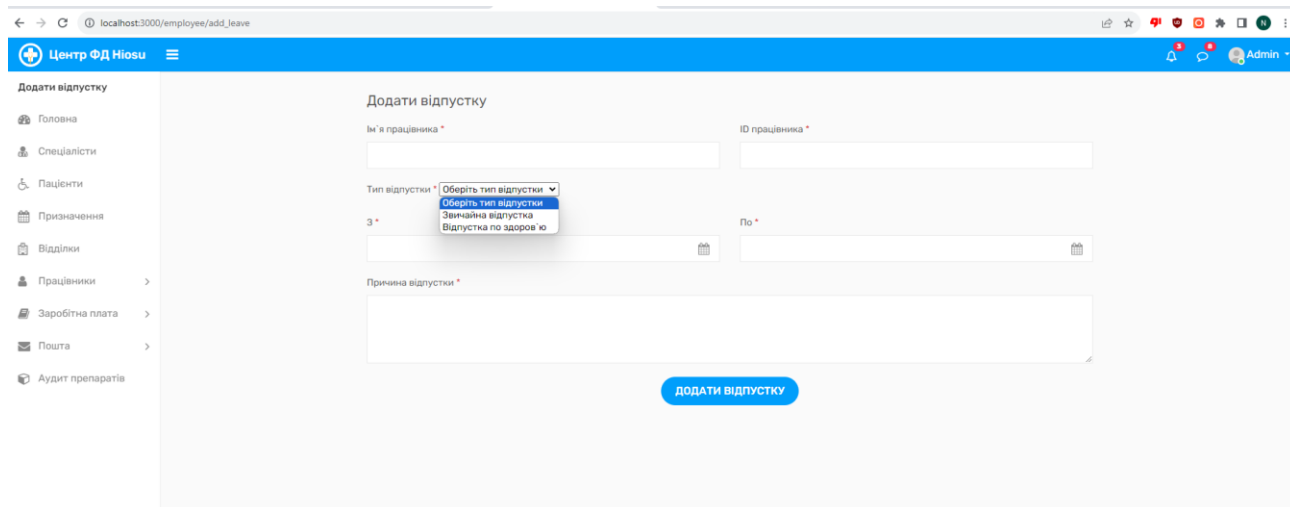 localhost:3000/employee/add_leave
N
Центр ФД Hiosu
3
8
Admin
Додати відпустку
Головна
Спеціалісти
Пацієнти
Призначення
Відділки
Працівники
Заробітна плата
Пошта
Аудит препаратів
Додати відпустку
Ім`я працівника *
ID працівника *
Тип відпустки * Оберіть тип відпустки
Оберіть тип відпустки
Звичайна відпустка
Відпустка по здоров`ю
З *
По *
Причина відпустки *
ДОДАТИ ВІДПУСТКУ